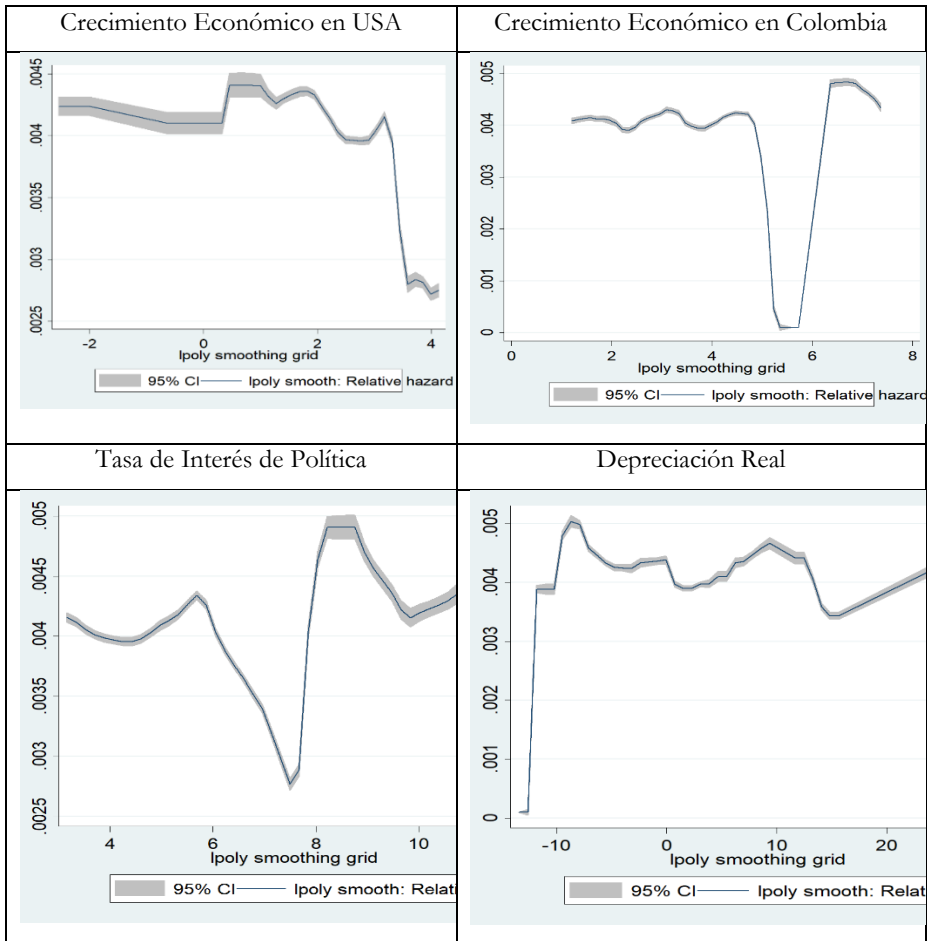 Crecimiento Económico en USA
.0045
.004
.0035
.003
.0025
-2
0
2
4
lpoly smoothing grid
95% CI
lpoly smooth: Relative hazard
Crecimiento Económico en Colombia
.005
.004
.003
.002
.001
0
0
2
4
6
8
lpoly smoothing grid
95% CI
lpoly smooth: Relative hazard
Tasa de Interés de Política
.005
.0045
.004
.0035
.003
.0025
4
6
8
10
lpoly smoothing grid
95% CI
lpoly smooth: Relati
Depreciación Real
.005
.004
.003
.002
.001
0
-10
0
10
20
lpoly smoothing grid
95% CI
lpoly smooth: Relat